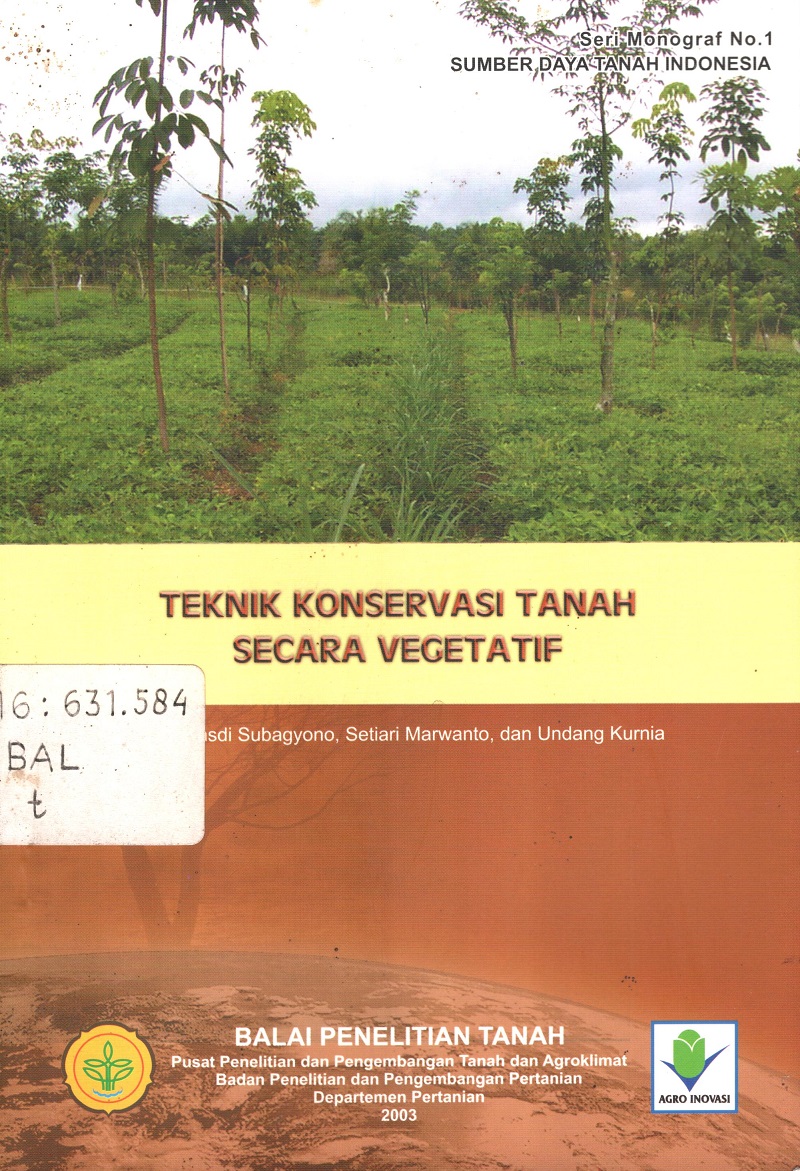 Seri Monograf No.1
SUMBER DAYA TANAH INDONESIA
TEKNIK KONSERVASI TANAH
SECARA VEGETATIF
16: 631.584
BAL
t
Subagyono, Setiari Marwanto, dan Undang Kurnia
BALAI PENELITIAN TANAH
Pusat Penelitian dan Pengembangan Tanah dan Agroklimat
Badan Penelitian dan Pengembangan Pertanian
Departemen Pertanian
2003
AGRO INOVASI